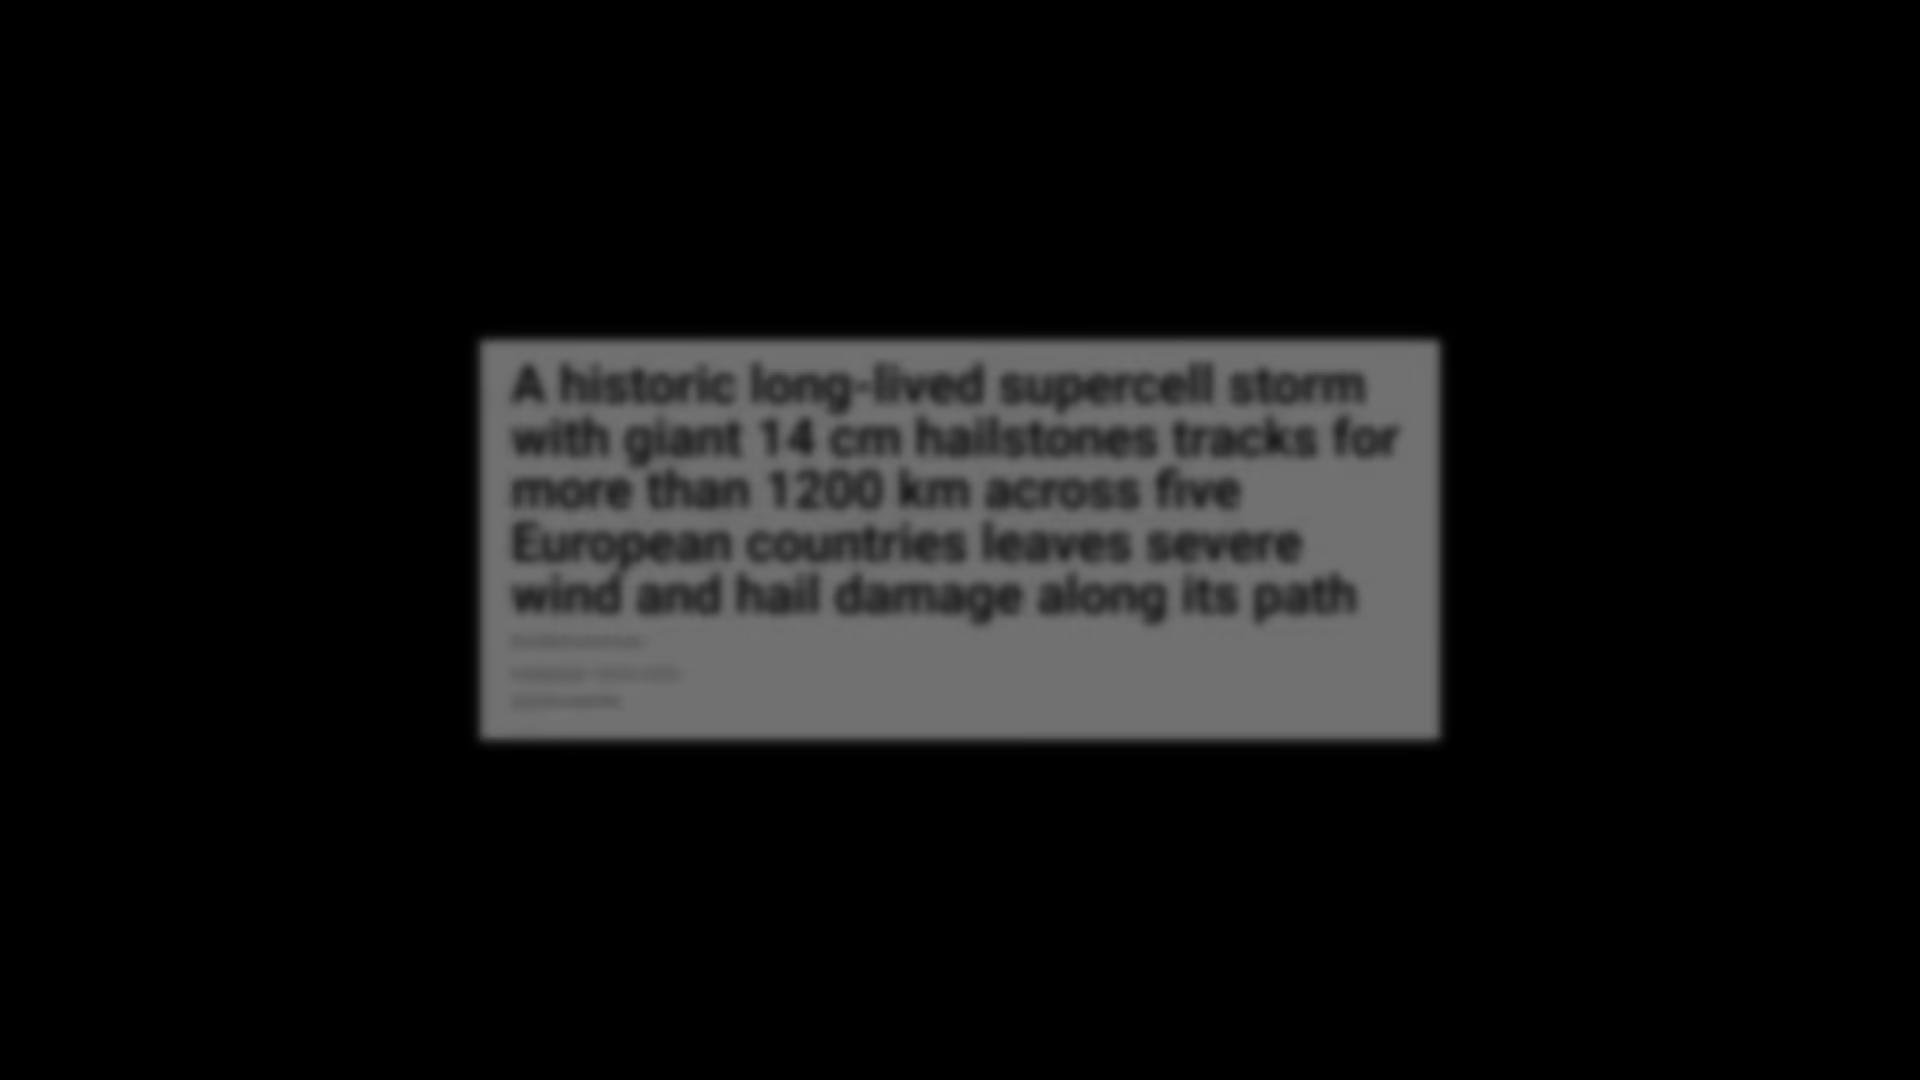 A historic long-lived supercell storm
with giant 14 cm hailstones tracks for
more than 1200 km across five
European countries leaves severe
wind and hail damage along its path